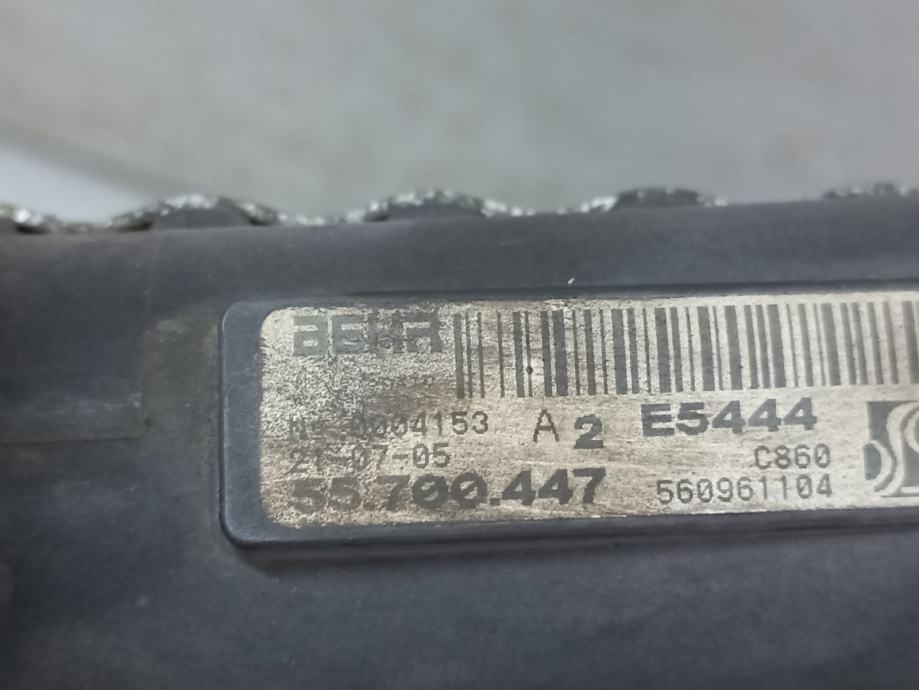 BEHR
0004153 A 2 E5444
21-07-05 C860
55.700.447 560961104